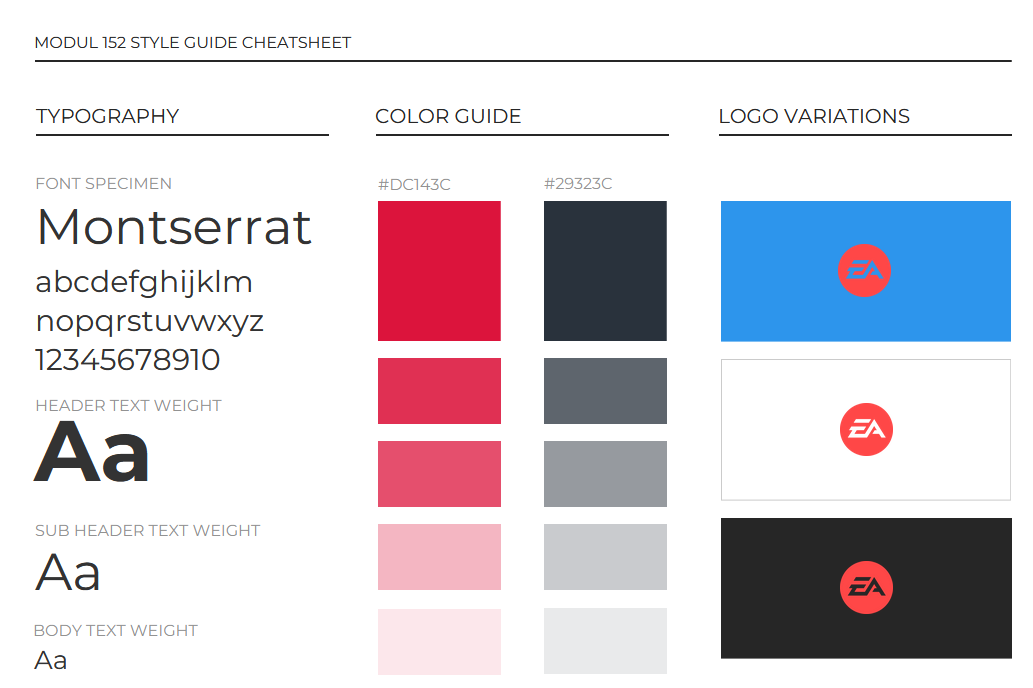 MODUL 152 STYLE GUIDE CHEATSHEET
TYPOGRAPHY
FONT SPECIMEN
Montserrat
abcdefghijklm
nopqrstuvwxyz
12345678910
HEADER TEXT WEIGHT
Aa
SUB HEADER TEXT WEIGHT
Aa
BODY TEXT WEIGHT
Aa
COLOR GUIDE
#DC143C
#29323C
LOGO VARIATIONS
EA
EA
EA